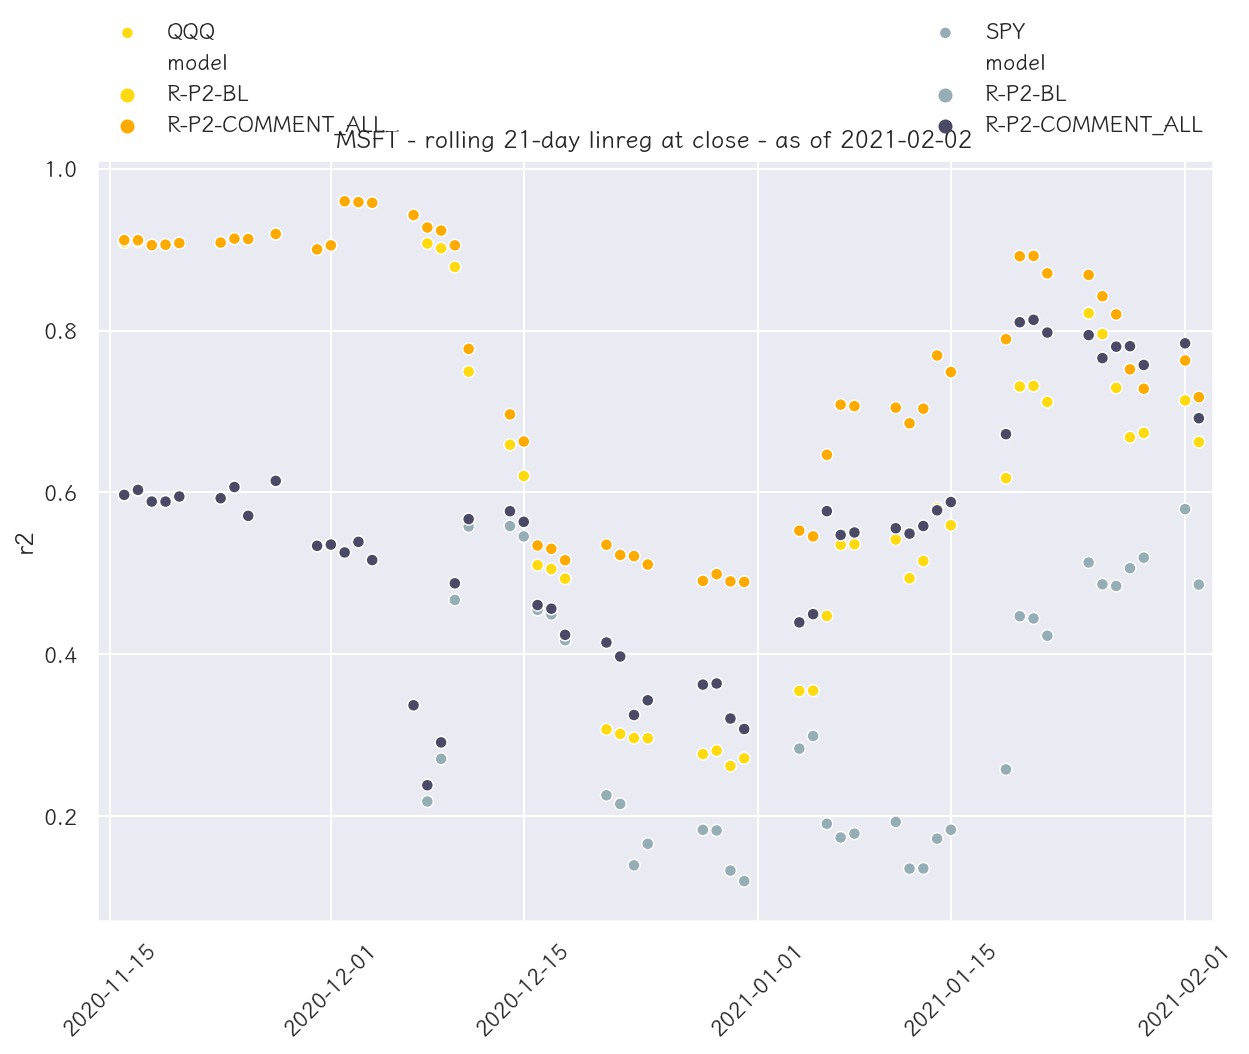 QQQ
model
R-P2-BL
R-P2-COMMENT_ALL
SPY
model
R-P2-BL
R-P2-COMMENT_ALL
MSFT - rolling 21-day linreg at close - as of 2021-02-02
1.0
0.8
0.6
0.4
0.2
r2
2020-11-15
2020-12-01
2020-12-15
2021-01-01
2021-01-15
2021-02-01